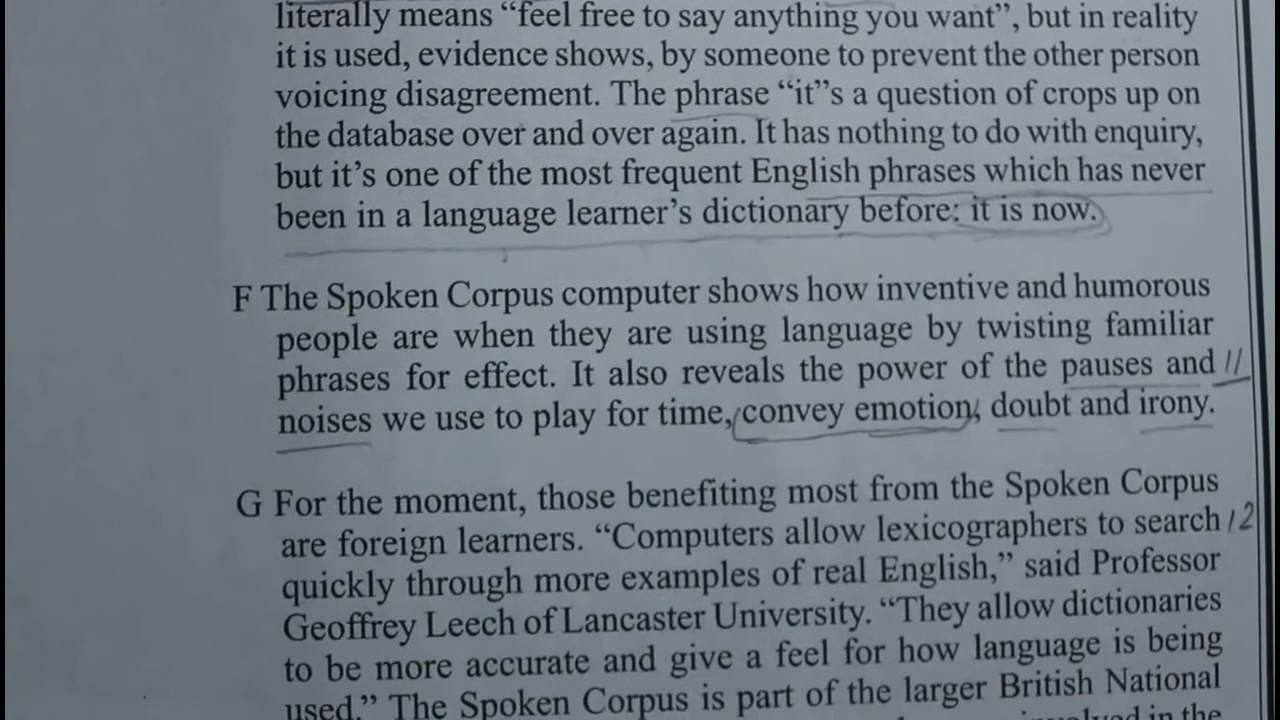 literally means “feel free to say anything you want”, but in reality
it is used, evidence shows, by someone to prevent the other person
voicing disagreement. The phrase “it”s a question of crops up on
the database over and over again. It has nothing to do with enquiry,
but it’s one of the most frequent English phrases which has never
been in a language learner’s dictionary before: it is now.
F The Spoken Corpus computer shows how inventive and humorous
people are when they are using language by twisting familiar
phrases for effect. It also reveals the power of the pauses and 11
noises we use to play for time, convey emotion, doubt and irony.
G For the moment, those benefiting most from the Spoken Corpus
are foreign learners. “Computers allow lexicographers to search 12
quickly through more examples of real English,” said Professor
Geoffrey Leech of Lancaster University. “They allow dictionaries
to be more accurate and give a feel for how language is being
used.” The Spoken Corpus is part of the larger British National
in the